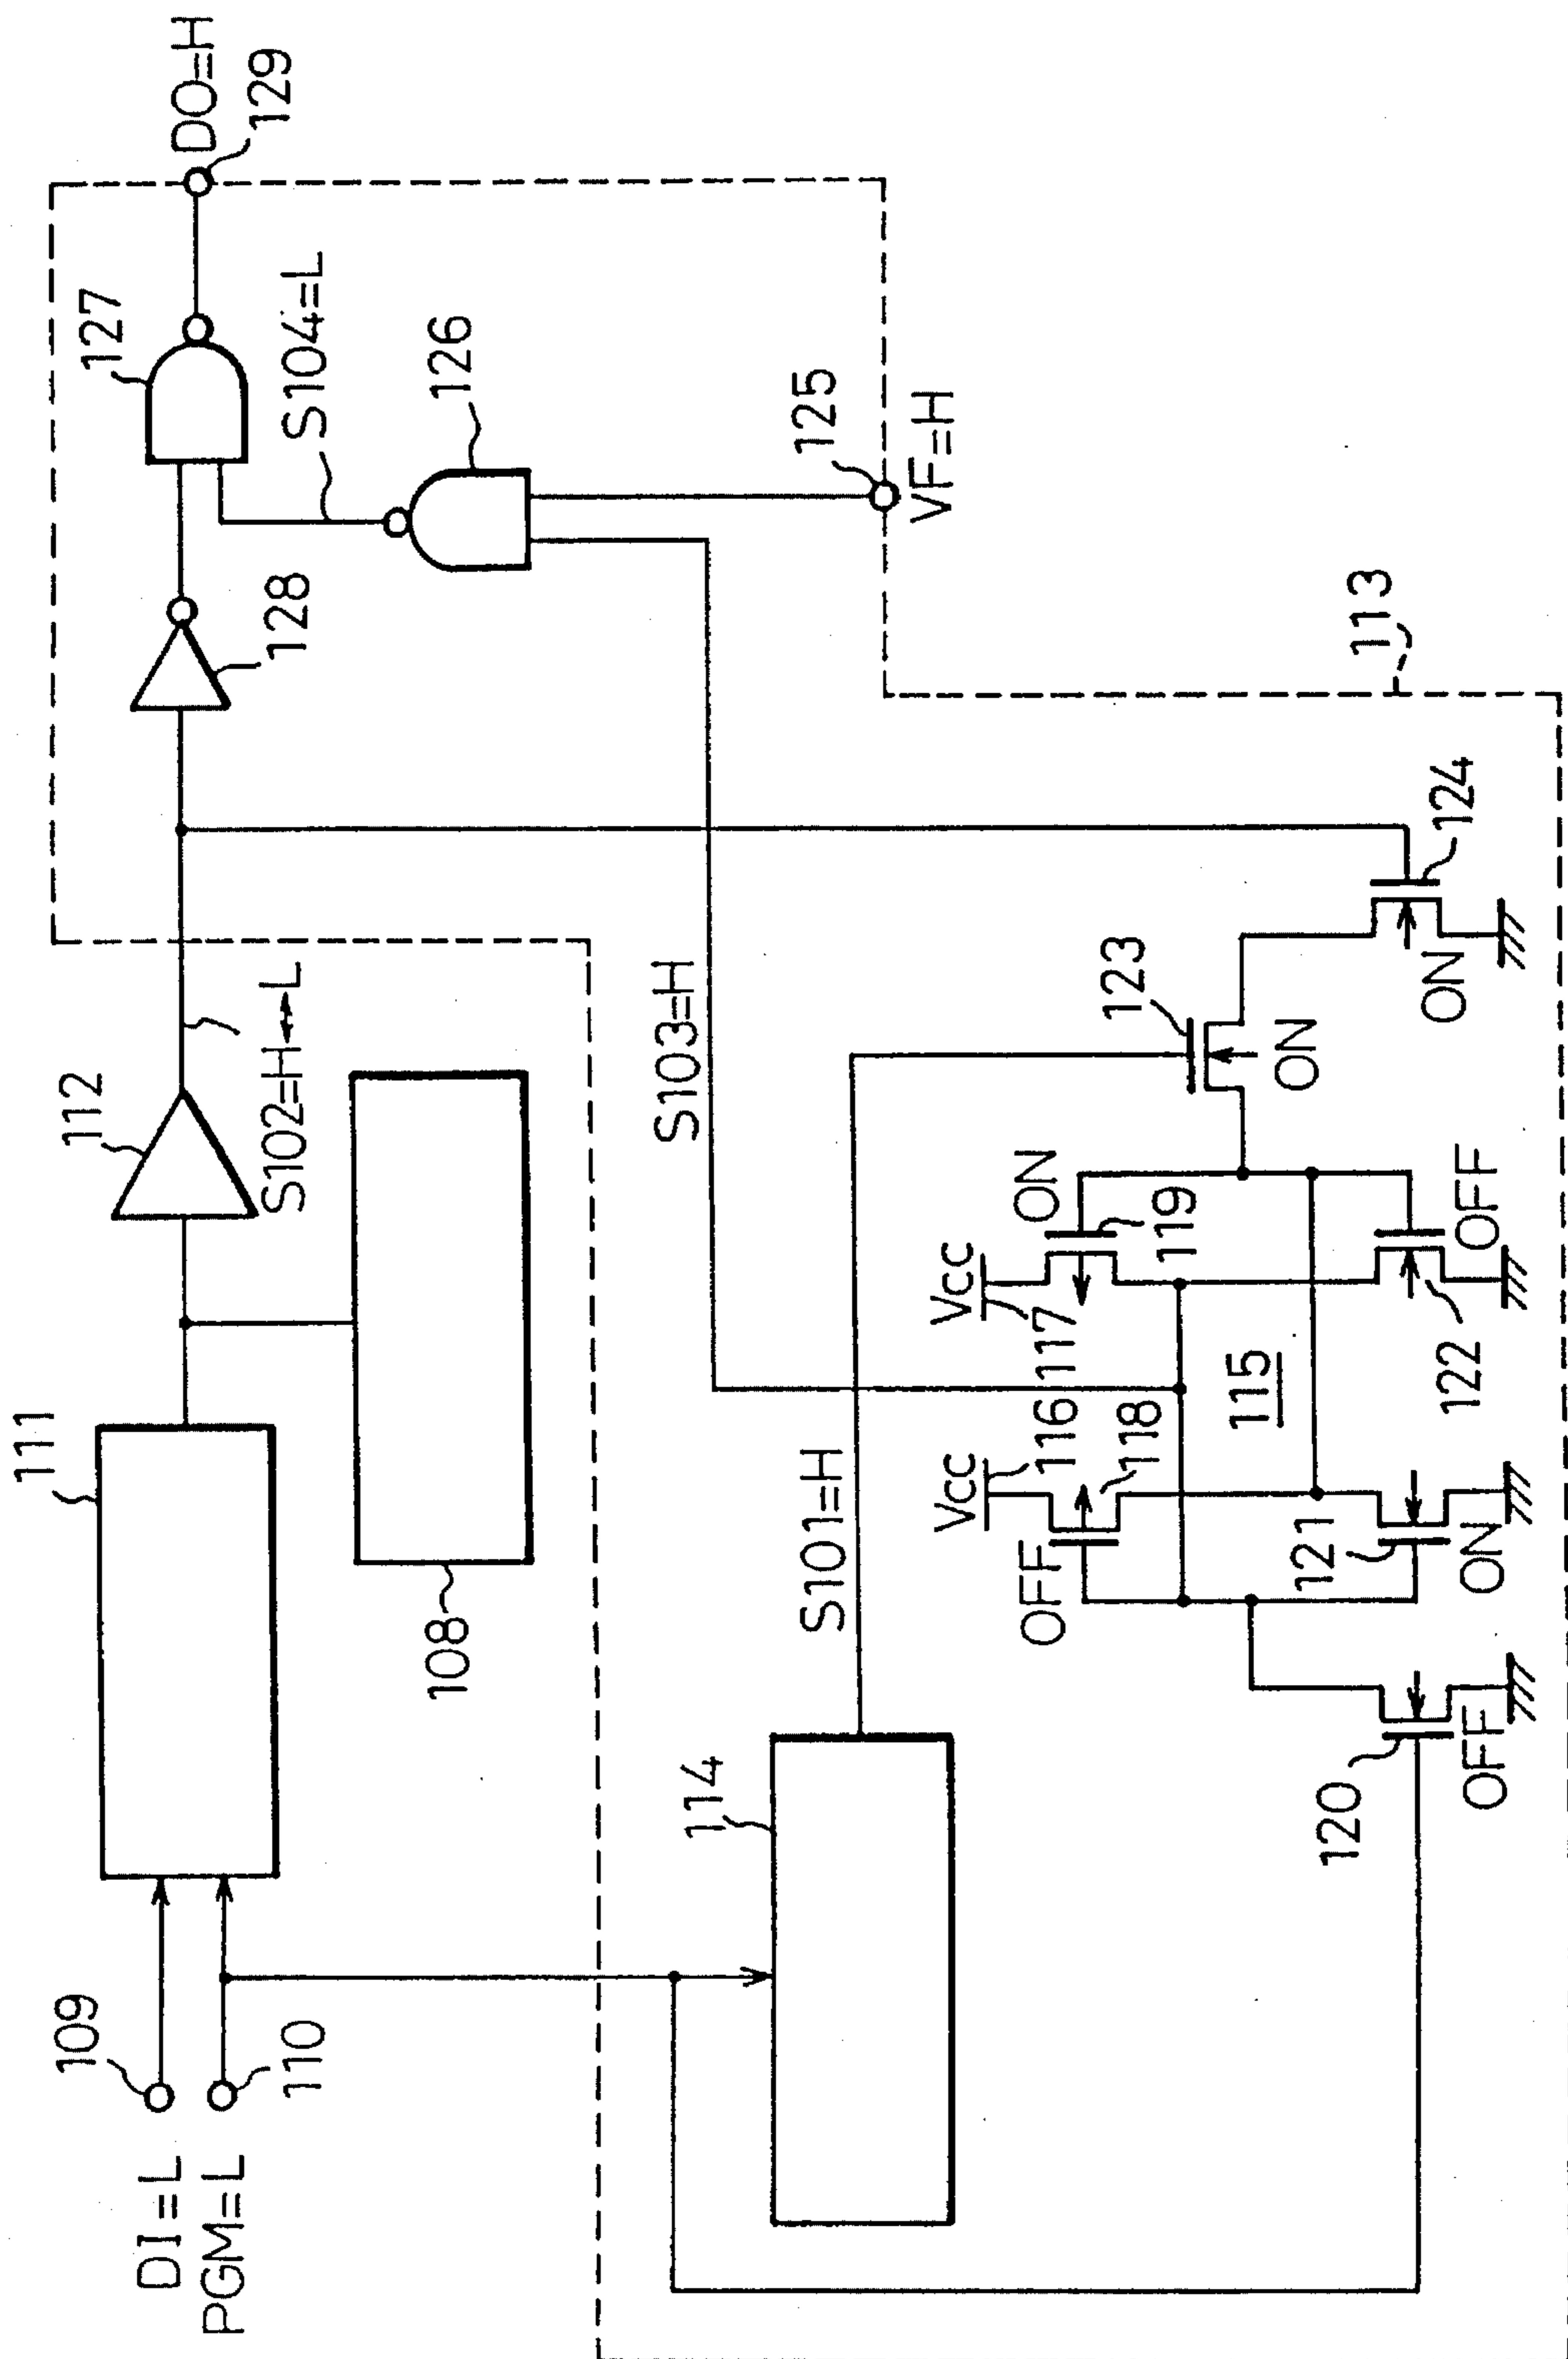 DI=L
109
PGM=L
110
111
108
112
S102=H↔L
128
127
S104=L
126
DO=H
129
125
VF=H
113
114
S101=H
S103=H
Vcc
116
118
OFF
Vcc
117
119
ON
115
120
OFF
121
ON
122
OFF
123
ON
124
ON